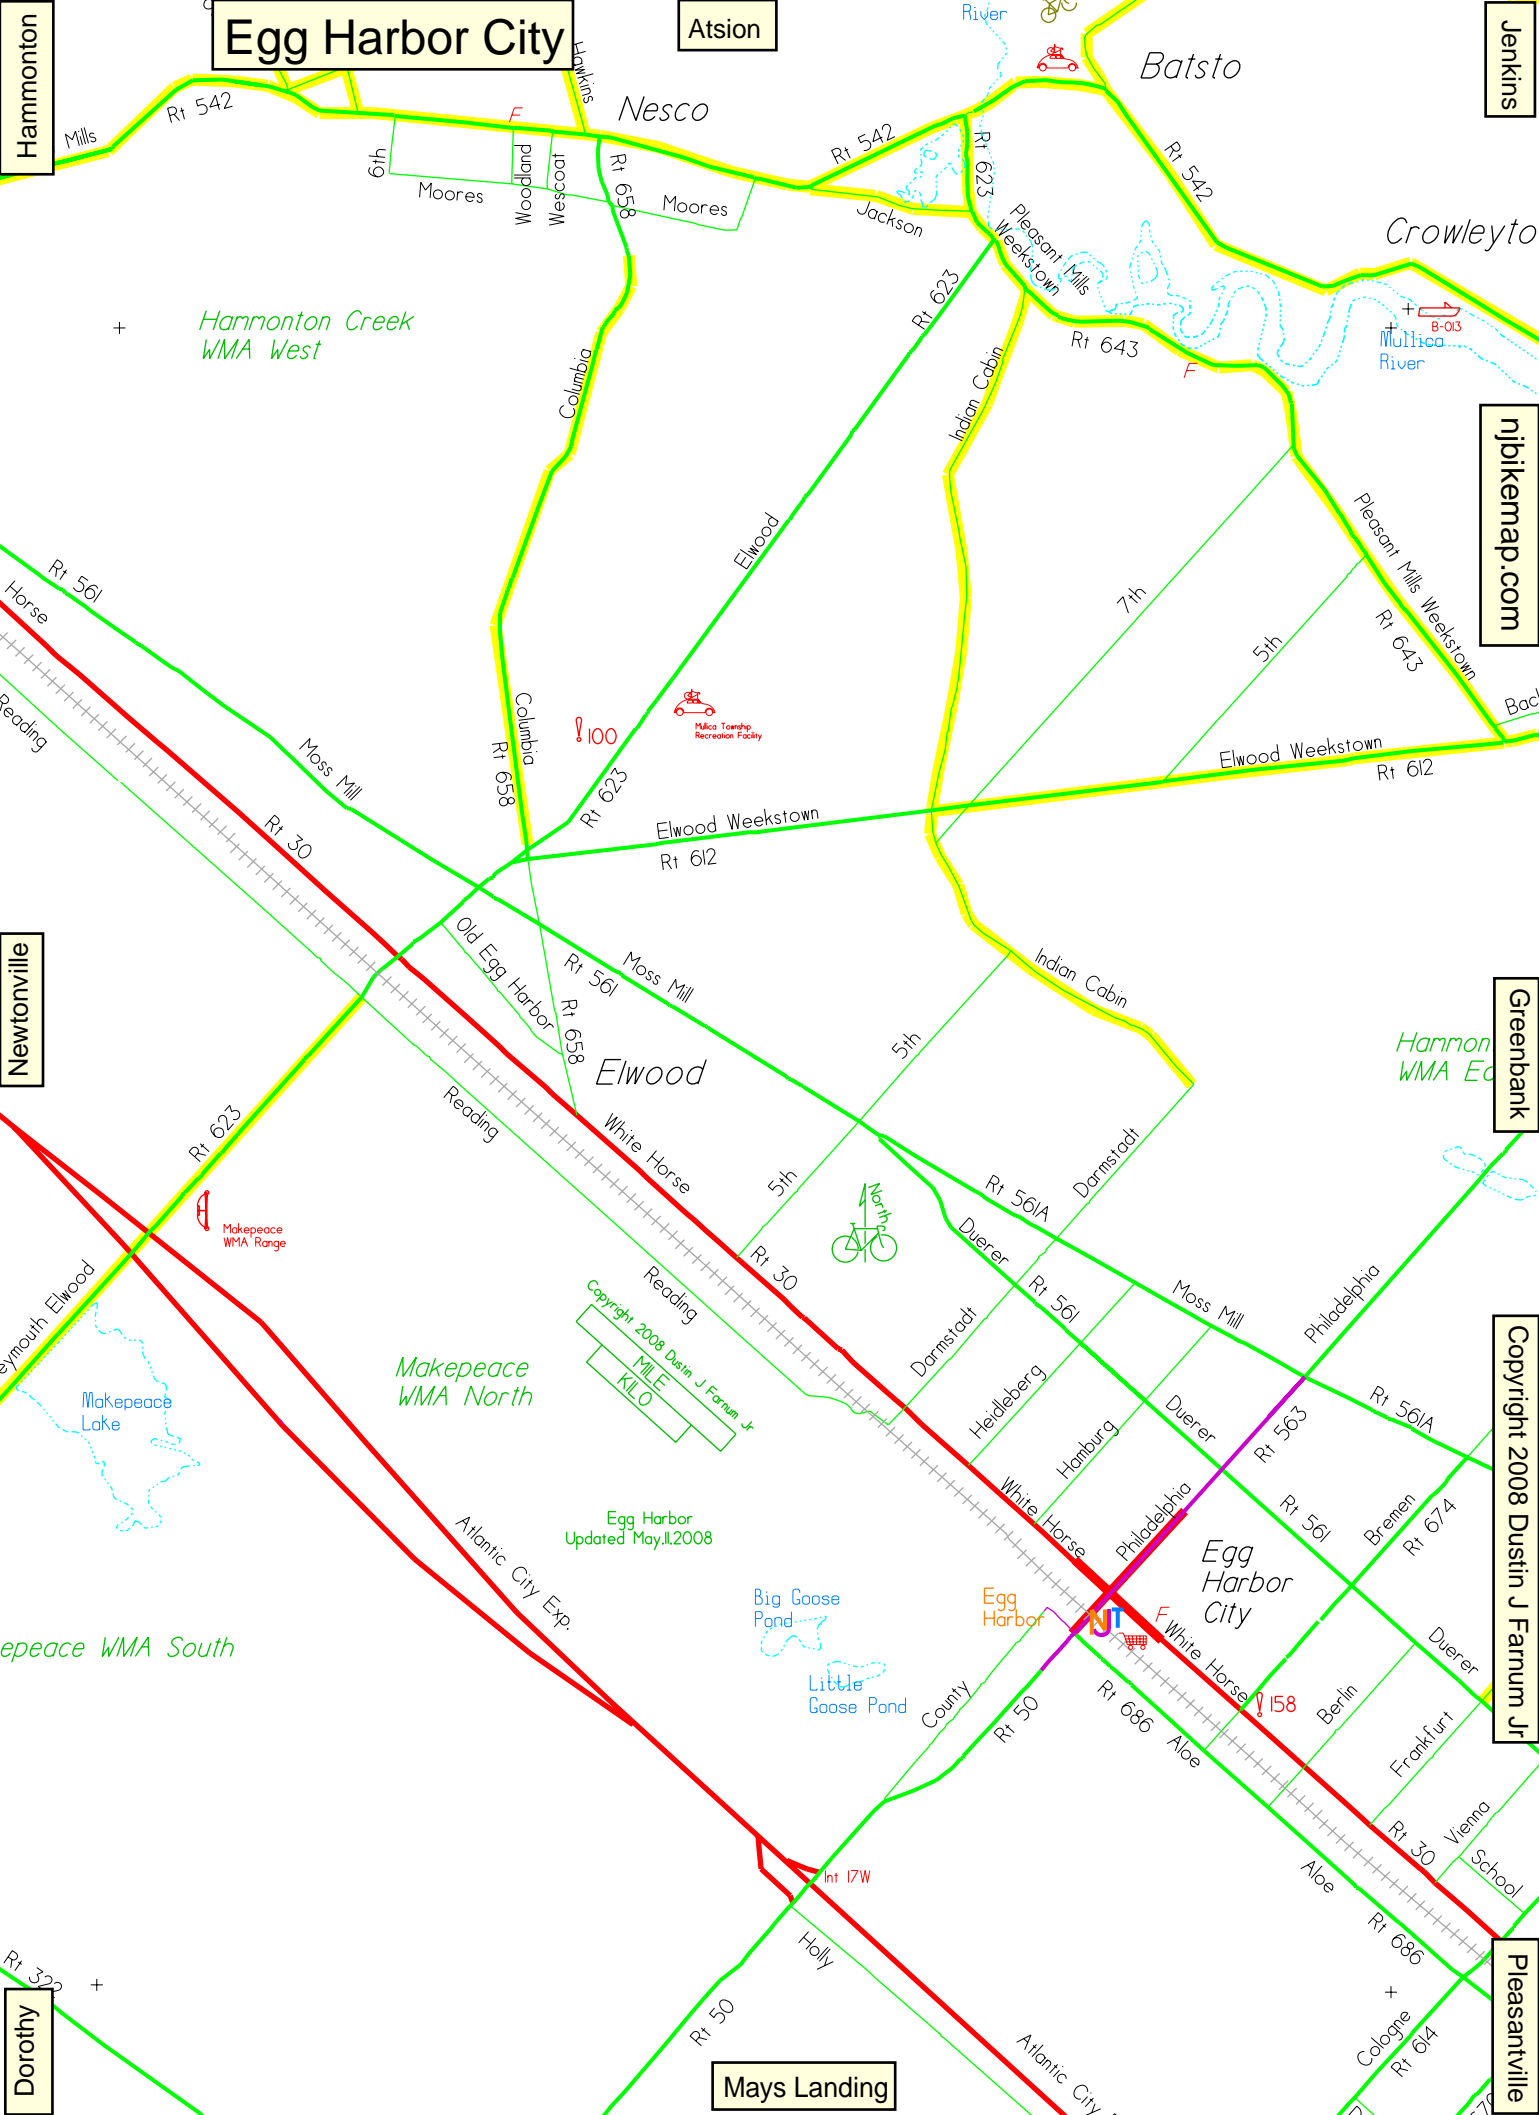 Hammonton
Egg Harbor City
Atsion
River
Jenkins
Batsto
Hawkins
Nesco
Mills
Rt 542
F
6th
Moores
Woodland
Wescoat
Rt 658
Moores
Rt 542
Rt 623
Jackson
Rt 542
Pleasant Mills
Weekstown
Crowleyto
Hammonton Creek
WMA West
Rt 623
Rt 643
F
B-013
Mullica
River
Columbia
Indian Cabin
njbikemap.com
Elwood
Rt 561
Horse
Reading
7th
5th
Pleasant Mills Weekstown
Rt 643
Back
Columbia
Rt 658
100
Mullica Township
Recreation Facility
Moss Mill
Rt 623
Elwood Weekstown
Rt 612
Elwood Weekstown
Rt 612
Rt 30
Old Egg Harbor
Rt 658
Rt 561
Moss Mill
Indian Cabin
5th
Newtonville
Greenbank
Hammon
WMA Ea
Elwood
Reading
White Horse
Rt 623
5th
North
Rt 561A
Darmstadt
Makepeace
WMA Range
Duerer
Rt 561
Rt 30
Reading
Moss Mill
Philadelphia
eymouth Elwood
Copyright 2008 Dustin J Farnum Jr
MILE
KILO
Makepeace
WMA North
Darmstadt
Heidleberg
Hamburg
Duerer
Rt 563
Rt 561A
Makepeace
Lake
Copyright 2008 Dustin J Farnum Jr
White Horse
Philadelphia
Rt 561
Bremen
Rt 674
Atlantic City Exp.
Egg Harbor
Updated May.11.2008
Egg
Harbor
City
Big Goose
Pond
Egg
Harbor
NJT
F
White Horse
Duerer
epeace WMA South
Little
Goose Pond
County
Rt 50
Rt 686
Aloe
158
Berlin
Frankfurt
Rt 30
Vienna
School
Int 17W
Aloe
Rt 686
Holly
Rt 322
Rt 50
Dorothy
Mays Landing
Atlantic City
Cologne
Rt 614
Pleasantville